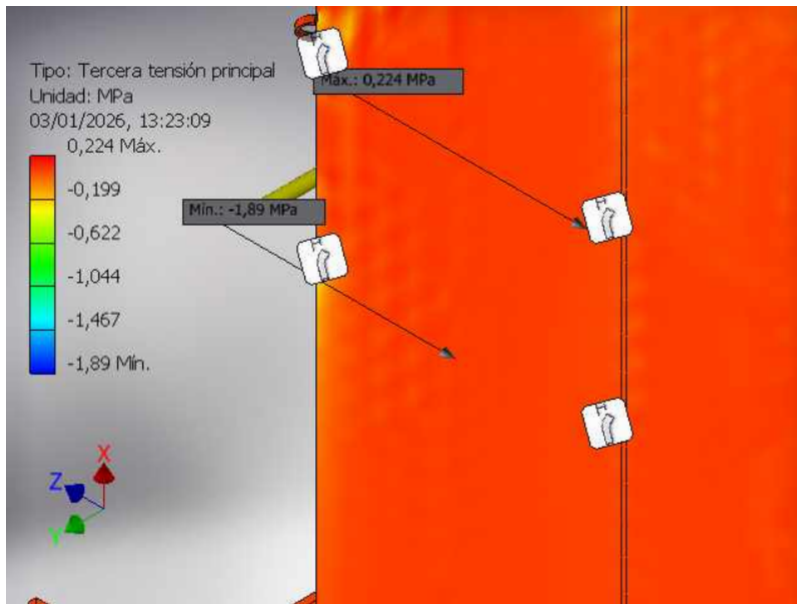 Tipo: Tercera tensión principal
Unidad: MPa
03/01/2026, 13:23:09
0,224 Máx.
-0,199
-0,622
-1,044
-1,467
-1,89 Mín.
Máx.: 0,224 MPa
Mín.: -1,89 MPa
X
Z
Y